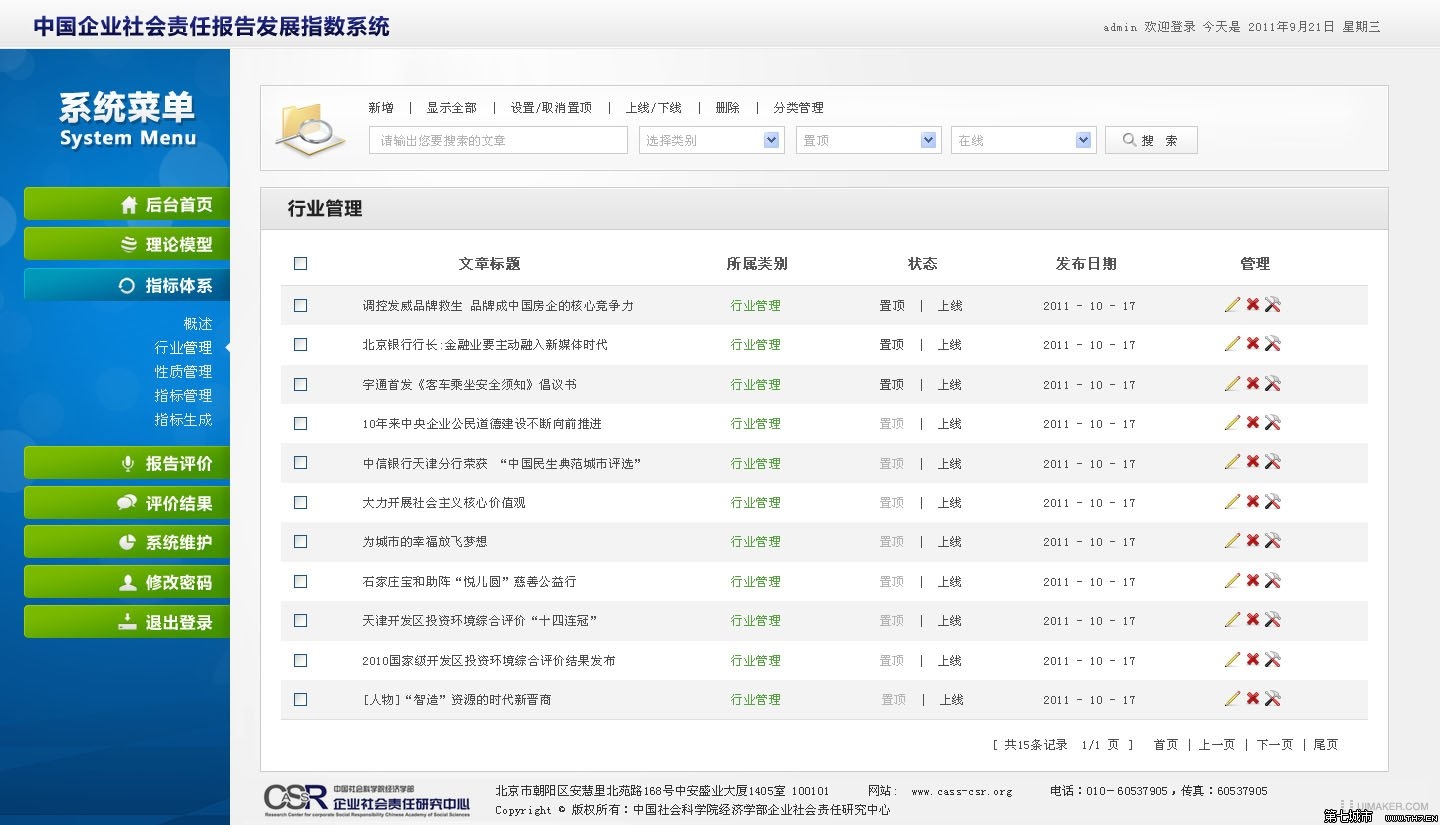 中国企业社会责任报告发展指数系统
admin 欢迎登录 今天是 2011年9月21日 星期三
系统菜单
System Menu
后台首页
理论模型
指标体系
概述
行业管理
性质管理
指标管理
指标生成
报告评价
评价结果
系统维护
修改密码
退出登录
新增 | 显示全部 | 设置/取消置顶 | 上线/下线 | 删除 | 分类管理
请输出您要搜索的文章 选择类别 置顶 在线 搜 索
行业管理
文章标题 所属类别 状态 发布日期 管理
调控发威品牌救生 品牌成中国房企的核心竞争力 行业管理 置顶 | 上线 2011 - 10 - 17
北京银行行长:金融业要主动融入新媒体时代 行业管理 置顶 | 上线 2011 - 10 - 17
宇通首发《客车乘坐安全须知》倡议书 行业管理 置顶 | 上线 2011 - 10 - 17
10年来中央企业公民道德建设不断向前推进 行业管理 置顶 | 上线 2011 - 10 - 17
中信银行天津分行荣获 “中国民生典范城市评选” 行业管理 置顶 | 上线 2011 - 10 - 17
大力开展社会主义核心价值观 行业管理 置顶 | 上线 2011 - 10 - 17
为城市的幸福放飞梦想 行业管理 置顶 | 上线 2011 - 10 - 17
石家庄宝和助阵“悦儿圆”慈善公益行 行业管理 置顶 | 上线 2011 - 10 - 17
天津开发区投资环境综合评价“十四连冠” 行业管理 置顶 | 上线 2011 - 10 - 17
2010国家级开发区投资环境综合评价结果发布 行业管理 置顶 | 上线 2011 - 10 - 17
[人物]“智造”资源的时代新晋商 行业管理 置顶 | 上线 2011 - 10 - 17
[ 共15条记录 1/1 页 ] 首页 | 上一页 | 下一页 | 尾页
CSR 中国社会科学院经济学部
企业社会责任研究中心
Research Center for corporate Social Responsibility Chinese Academy of Social Sciences
北京市朝阳区安慧里北苑路168号中安盛业大厦1405室 100101 网站: www.cass-csr.org 电话:010－60537905，传真：60537905
Copyright © 版权所有：中国社会科学院经济学部企业社会责任研究中心
UIMAKER.COM
第七城市 WWW.TH7.CN